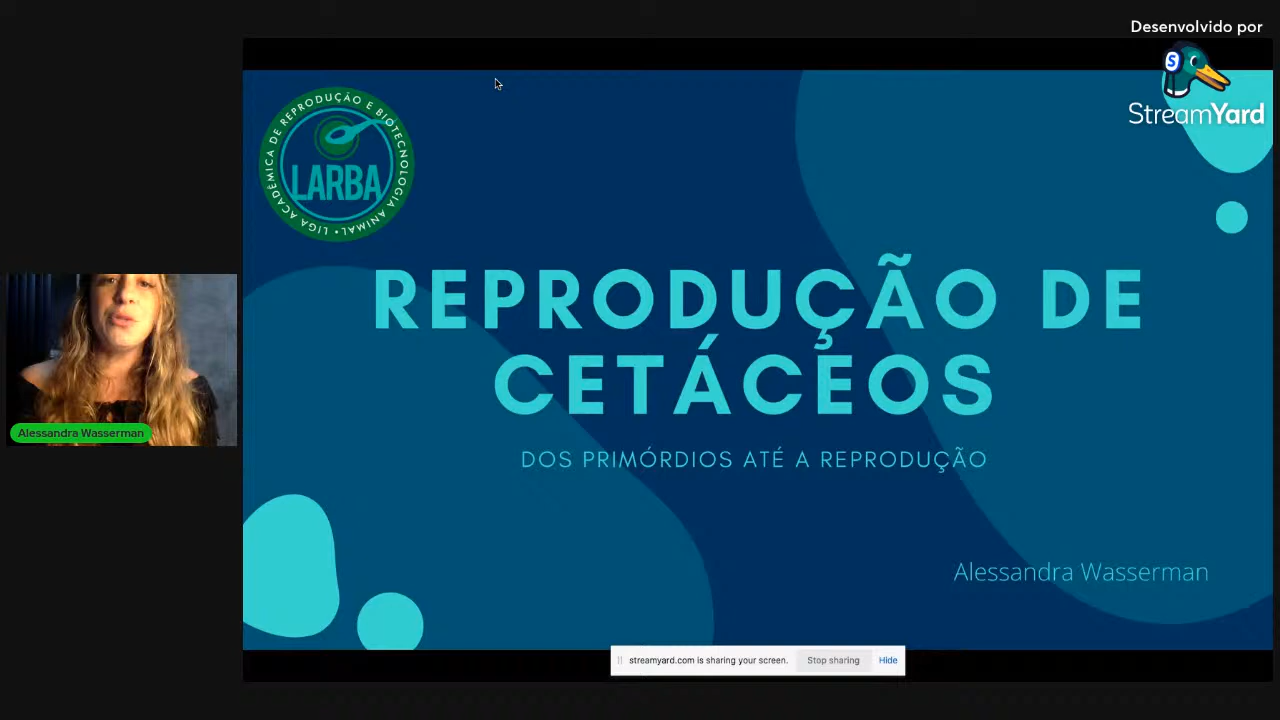 Desenvolvido por
StreamYard
LIGA ACADÊMICA DE REPRODUÇÃO E BIOTECNOLOGIA ANIMAL •
LARBA
REPRODUÇÃO DE
CETÁCEOS
DOS PRIMÓRDIOS ATÉ A REPRODUÇÃO
Alessandra Wasserman
Alessandra Wasserman
streamyard.com is sharing your screen.
Stop sharing
Hide